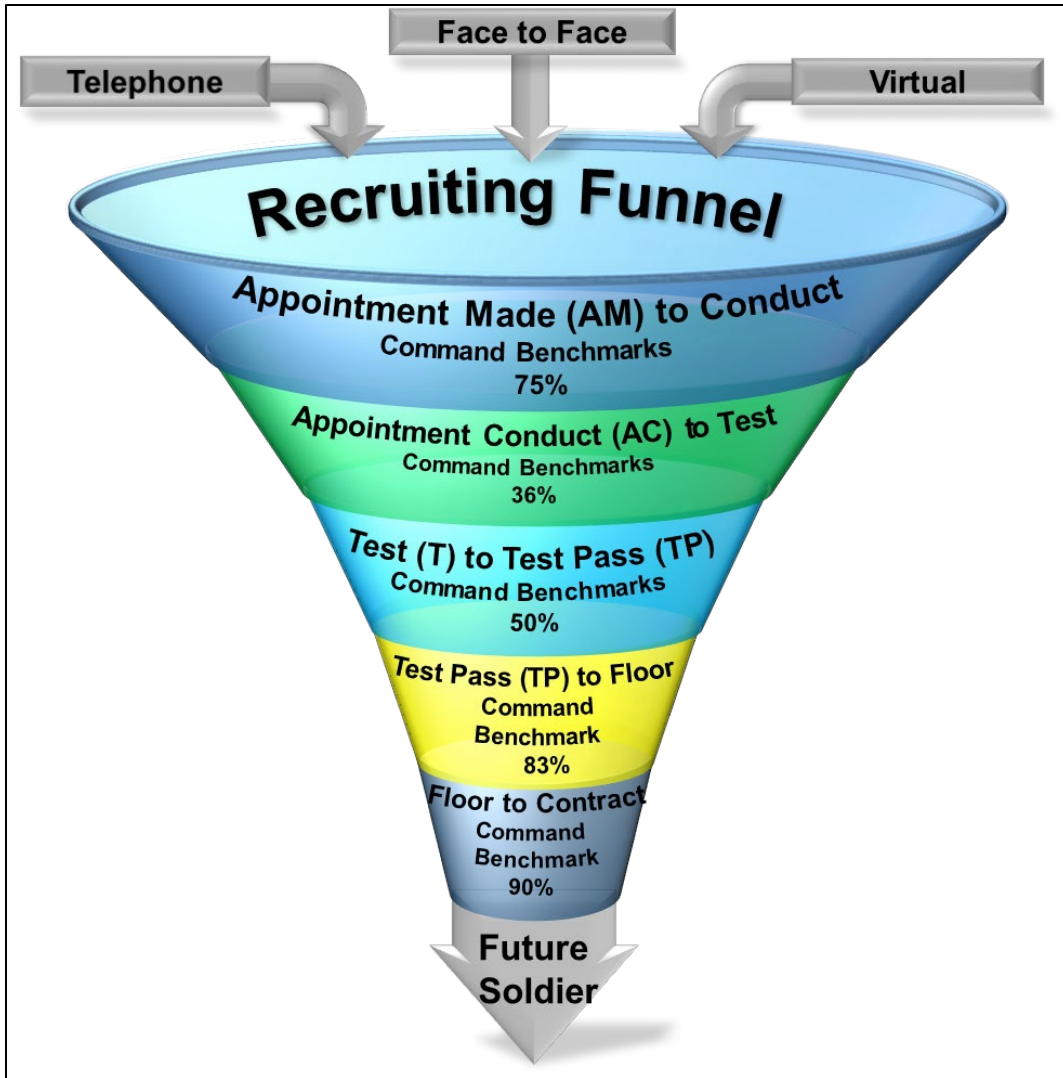 Face to Face
Telephone
Virtual
Recruiting Funnel
Appointment Made (AM) to Conduct
Command Benchmarks
75%
Appointment Conduct (AC) to Test
Command Benchmarks
36%
Test (T) to Test Pass (TP)
Command Benchmarks
50%
Test Pass (TP) to Floor
Command
Benchmark
83%
Floor to Contract
Command
Benchmark
90%
Future
Soldier